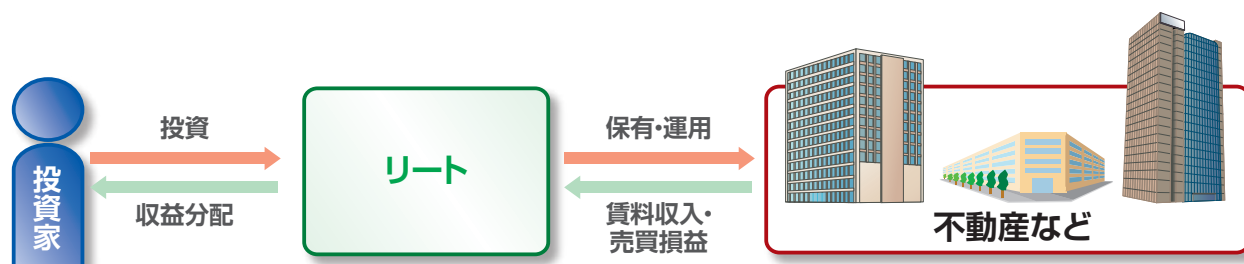 投資家
投資
収益分配
リート
保有・運用
賃料収入・
売買損益
不動産など